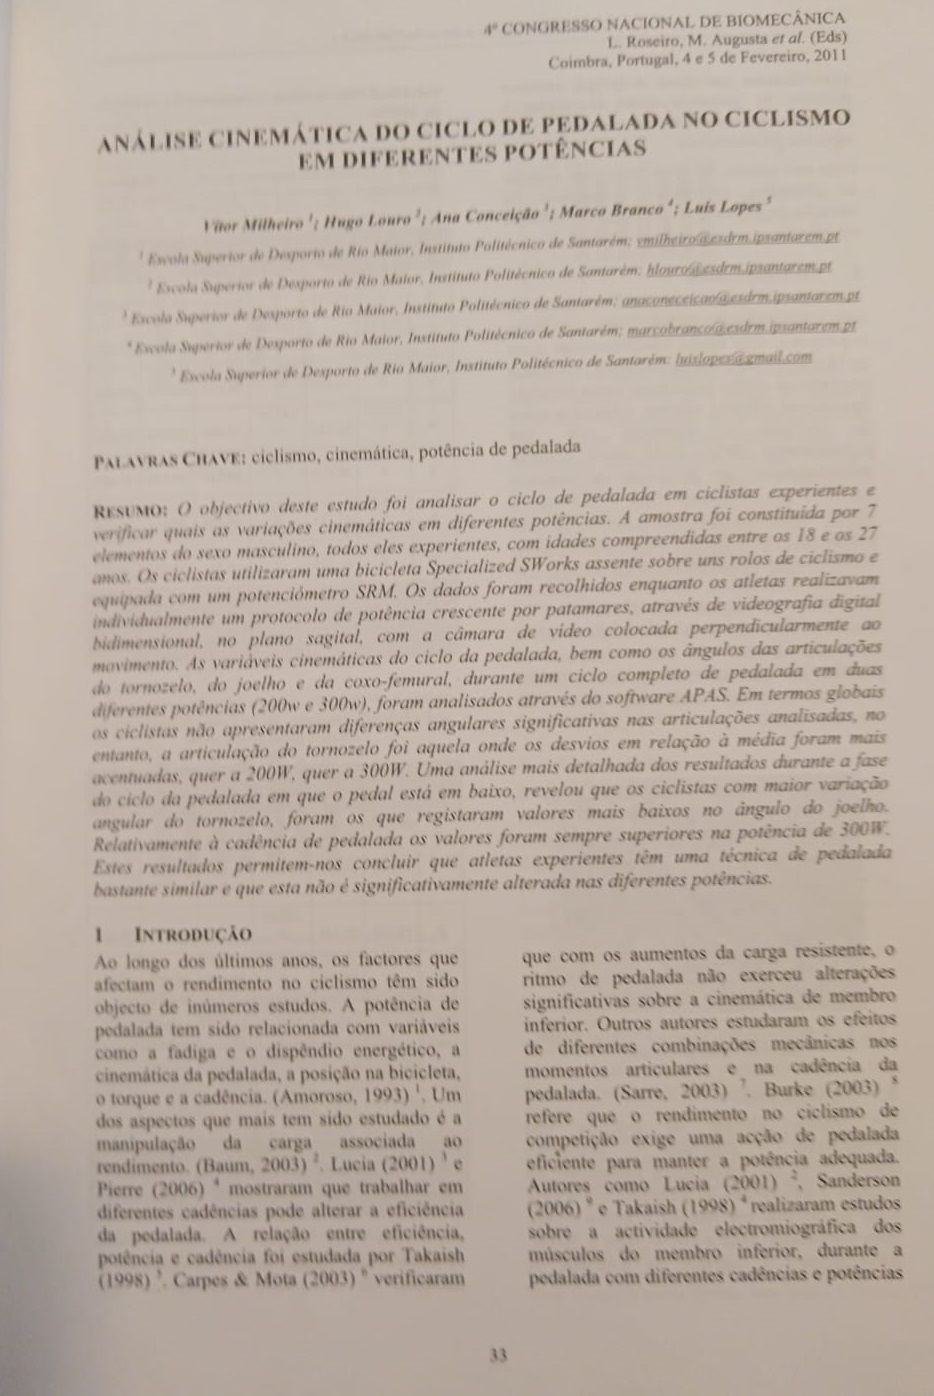 4º CONGRESSO NACIONAL DE BIOMECÂNICA
L. Roseiro, M. Augusta et al. (Eds)
Coimbra, Portugal, 4 e 5 de Fevereiro, 2011
ANÁLISE CINEMÁTICA DO CICLO DE PEDALADA NO CICLISMO
EM DIFERENTES POTÊNCIAS
Vítor Milheiro 1; Hugo Louro 2; Ana Conceição 3; Marco Branco 4; Luís Lopes 5
1 Escola Superior de Desporto de Rio Maior, Instituto Politécnico de Santarém; vmilheiro@esdrm.ipsantarem.pt
2 Escola Superior de Desporto de Rio Maior, Instituto Politécnico de Santarém; hlouro@esdrm.ipsantarem.pt
3 Escola Superior de Desporto de Rio Maior, Instituto Politécnico de Santarém; anaconceicao@esdrm.ipsantarem.pt
4 Escola Superior de Desporto de Rio Maior, Instituto Politécnico de Santarém; marcobranco@esdrm.ipsantarem.pt
5 Escola Superior de Desporto de Rio Maior, Instituto Politécnico de Santarém; luislopes@gmail.com
PALAVRAS CHAVE: ciclismo, cinemática, potência de pedalada
RESUMO: O objectivo deste estudo foi analisar o ciclo de pedalada em ciclistas experientes e
verificar quais as variações cinemáticas em diferentes potências. A amostra foi constituída por 7
elementos do sexo masculino, todos eles experientes, com idades compreendidas entre os 18 e os 27
anos. Os ciclistas utilizaram uma bicicleta Specialized SWorks assente sobre uns rolos de ciclismo e
equipada com um potenciómetro SRM. Os dados foram recolhidos enquanto os atletas realizavam
individualmente um protocolo de potência crescente por patamares, através de videografia digital
bidimensional, no plano sagital, com a câmara de vídeo colocada perpendicularmente ao
movimento. As variáveis cinemáticas do ciclo da pedalada, bem como os ângulos das articulações
do tornozelo, do joelho e da coxo-femural, durante um ciclo completo de pedalada em duas
diferentes potências (200w e 300w), foram analisados através do software APAS. Em termos globais
os ciclistas não apresentaram diferenças angulares significativas nas articulações analisadas, no
entanto, a articulação do tornozelo foi aquela onde os desvios em relação à média foram mais
acentuadas, quer a 200W, quer a 300W. Uma análise mais detalhada dos resultados durante a fase
do ciclo da pedalada em que o pedal está em baixo, revelou que os ciclistas com maior variação
angular do tornozelo, foram os que registaram valores mais baixos no ângulo do joelho.
Relativamente à cadência de pedalada os valores foram sempre superiores na potência de 300W.
Estes resultados permitem-nos concluir que atletas experientes têm uma técnica de pedalada
bastante similar e que esta não é significativamente alterada nas diferentes potências.
1 INTRODUÇÃO
Ao longo dos últimos anos, os factores que
afectam o rendimento no ciclismo têm sido
objecto de inúmeros estudos. A potência de
pedalada tem sido relacionada com variáveis
como a fadiga e o dispêndio energético, a
cinemática da pedalada, a posição na bicicleta,
o torque e a cadência. (Amoroso, 1993) 1. Um
dos aspectos que mais tem sido estudado é a
manipulação da carga associada ao
rendimento. (Baum, 2003) 2. Lucia (2001) 3 e
Pierre (2006) 4 mostraram que trabalhar em
diferentes cadências pode alterar a eficiência
da pedalada. A relação entre eficiência,
potência e cadência foi estudada por Takaish
(1998) 5. Carpes & Mota (2003) 6 verificaram
que com os aumentos da carga resistente, o
ritmo de pedalada não exerceu alterações
significativas sobre a cinemática de membro
inferior. Outros autores estudaram os efeitos
de diferentes combinações mecânicas nos
momentos articulares e na cadência da
pedalada. (Sarre, 2003) 7. Burke (2003) 8
refere que o rendimento no ciclismo de
competição exige uma acção de pedalada
eficiente para manter a potência adequada.
Autores como Lucia (2001) 2, Sanderson
(2006) 9 e Takaish (1998) 4 realizaram estudos
sobre a actividade electromiográfica dos
músculos do membro inferior, durante a
pedalada com diferentes cadências e potências
33